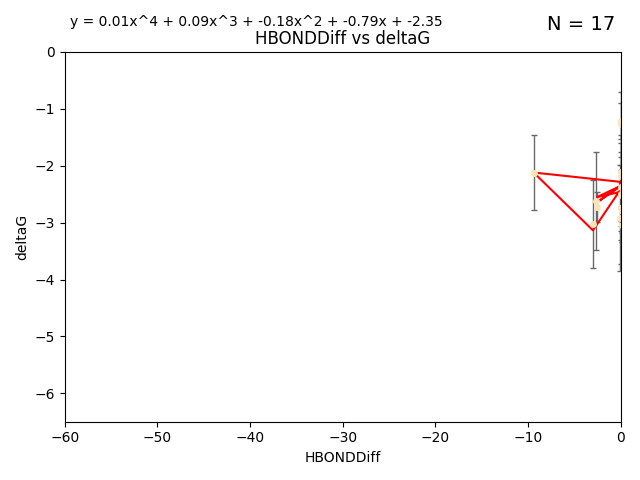 y = 0.01x^4 + 0.09x^3 + -0.18x^2 + -0.79x + -2.35
N = 17
HBONDDiff vs deltaG
0
−1
−2
−3
−4
−5
−6
deltaG
−60 −50 −40 −30 −20 −10 0
HBONDDiff